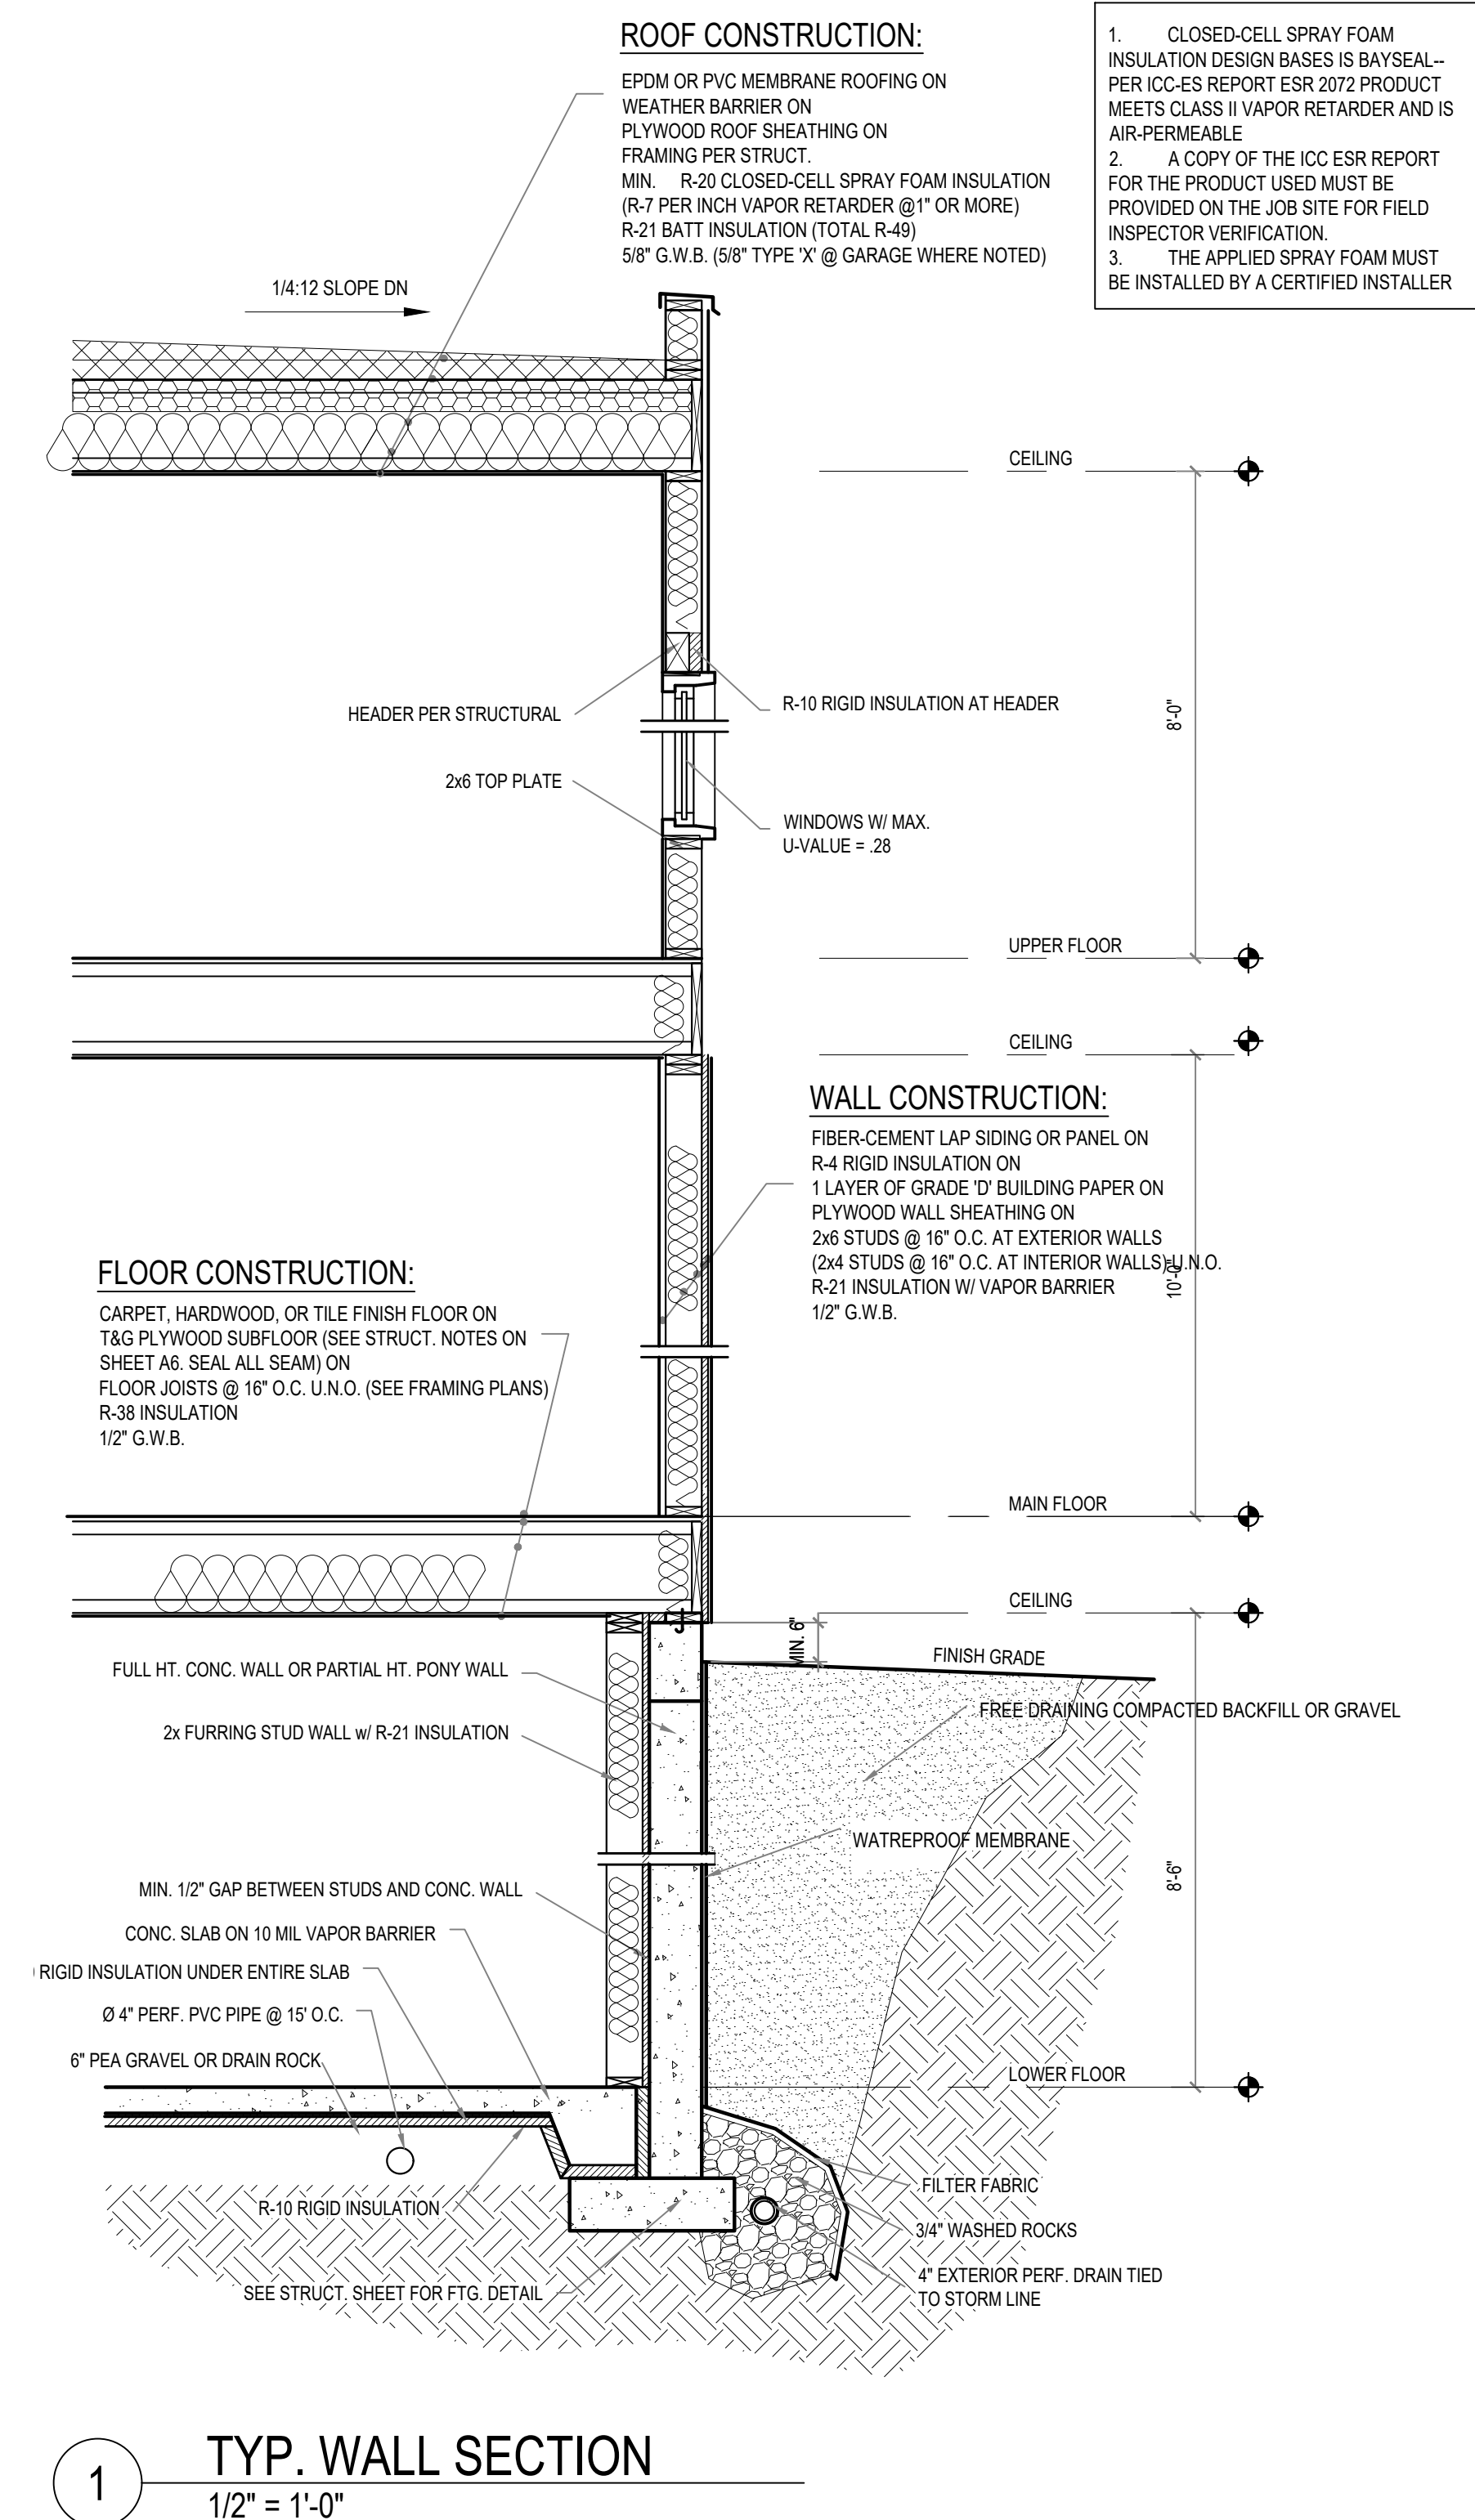 ROOF CONSTRUCTION:
EPDM OR PVC MEMBRANE ROOFING ON
WEATHER BARRIER ON
PLYWOOD ROOF SHEATHING ON
FRAMING PER STRUCT.
MIN. R-20 CLOSED-CELL SPRAY FOAM INSULATION
(R-7 PER INCH VAPOR RETARDER @1" OR MORE)
R-21 BATT INSULATION (TOTAL R-49)
5/8" G.W.B. (5/8" TYPE 'X' @ GARAGE WHERE NOTED)
1. CLOSED-CELL SPRAY FOAM
INSULATION DESIGN BASES IS BAYSEAL--
PER ICC-ES REPORT ESR 2072 PRODUCT
MEETS CLASS II VAPOR RETARDER AND IS
AIR-PERMEABLE
2. A COPY OF THE ICC ESR REPORT
FOR THE PRODUCT USED MUST BE
PROVIDED ON THE JOB SITE FOR FIELD
INSPECTOR VERIFICATION.
3. THE APPLIED SPRAY FOAM MUST
BE INSTALLED BY A CERTIFIED INSTALLER
1/4:12 SLOPE DN
CEILING
8'-0"
HEADER PER STRUCTURAL
R-10 RIGID INSULATION AT HEADER
2x6 TOP PLATE
WINDOWS W/ MAX.
U-VALUE = .28
UPPER FLOOR
CEILING
WALL CONSTRUCTION:
FIBER-CEMENT LAP SIDING OR PANEL ON
R-4 RIGID INSULATION ON
1 LAYER OF GRADE 'D' BUILDING PAPER ON
PLYWOOD WALL SHEATHING ON
2x6 STUDS @ 16" O.C. AT EXTERIOR WALLS
(2x4 STUDS @ 16" O.C. AT INTERIOR WALLS) U.N.O.
R-21 INSULATION W/ VAPOR BARRIER
1/2" G.W.B.
10'-0"
FLOOR CONSTRUCTION:
CARPET, HARDWOOD, OR TILE FINISH FLOOR ON
T&G PLYWOOD SUBFLOOR (SEE STRUCT. NOTES ON
SHEET A6. SEAL ALL SEAM) ON
FLOOR JOISTS @ 16" O.C. U.N.O. (SEE FRAMING PLANS)
R-38 INSULATION
1/2" G.W.B.
MAIN FLOOR
CEILING
MIN. 6"
FINISH GRADE
FULL HT. CONC. WALL OR PARTIAL HT. PONY WALL
FREE DRAINING COMPACTED BACKFILL OR GRAVEL
2x FURRING STUD WALL w/ R-21 INSULATION
WATREPROOF MEMBRANE
8'-6"
MIN. 1/2" GAP BETWEEN STUDS AND CONC. WALL
CONC. SLAB ON 10 MIL VAPOR BARRIER
RIGID INSULATION UNDER ENTIRE SLAB
Ø 4" PERF. PVC PIPE @ 15' O.C.
6" PEA GRAVEL OR DRAIN ROCK
LOWER FLOOR
FILTER FABRIC
R-10 RIGID INSULATION
3/4" WASHED ROCKS
4" EXTERIOR PERF. DRAIN TIED
TO STORM LINE
SEE STRUCT. SHEET FOR FTG. DETAIL
1
TYP. WALL SECTION
1/2" = 1'-0"